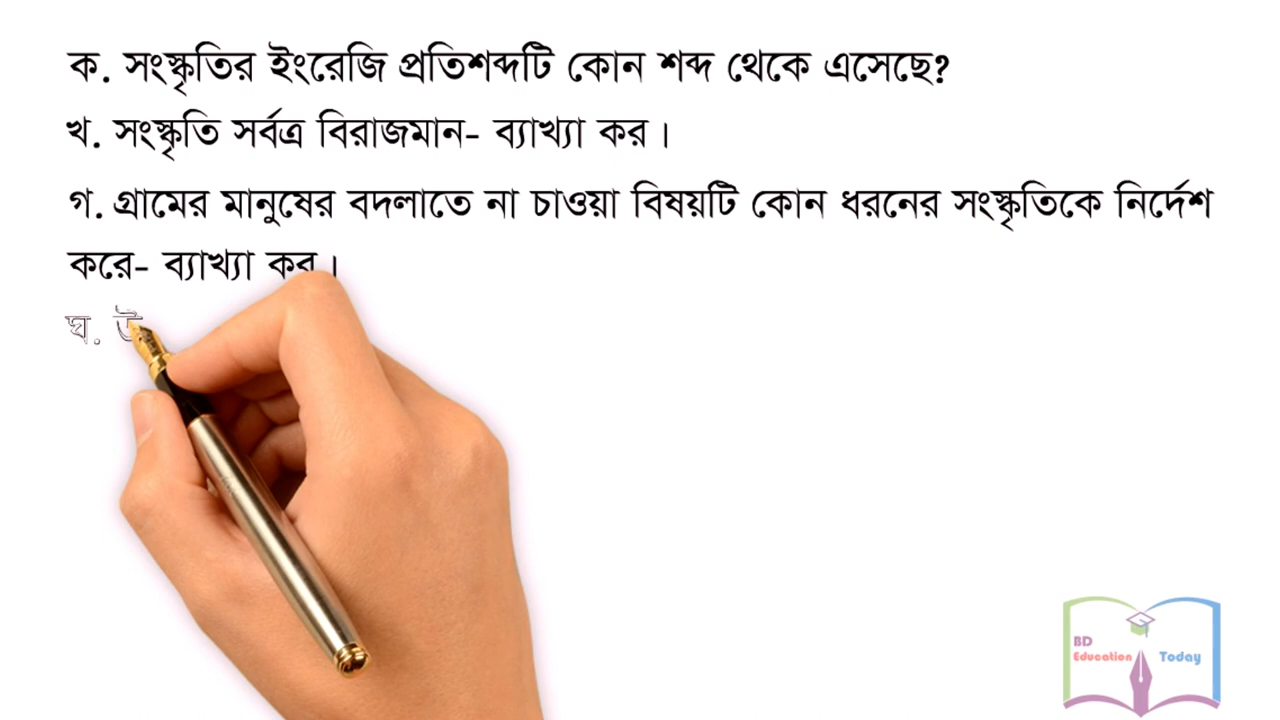 ক. সংস্কৃতির ইংরেজি প্রতিশব্দটি কোন শব্দ থেকে এসেছে?
খ. সংস্কৃতি সর্বত্র বিরাজমান- ব্যাখ্যা কর।
গ. গ্রামের মানুষের বদলাতে না চাওয়া বিষয়টি কোন ধরনের সংস্কৃতিকে নির্দেশ
করে- ব্যাখ্যা কর।
ঘ. উ
BD
Education Today